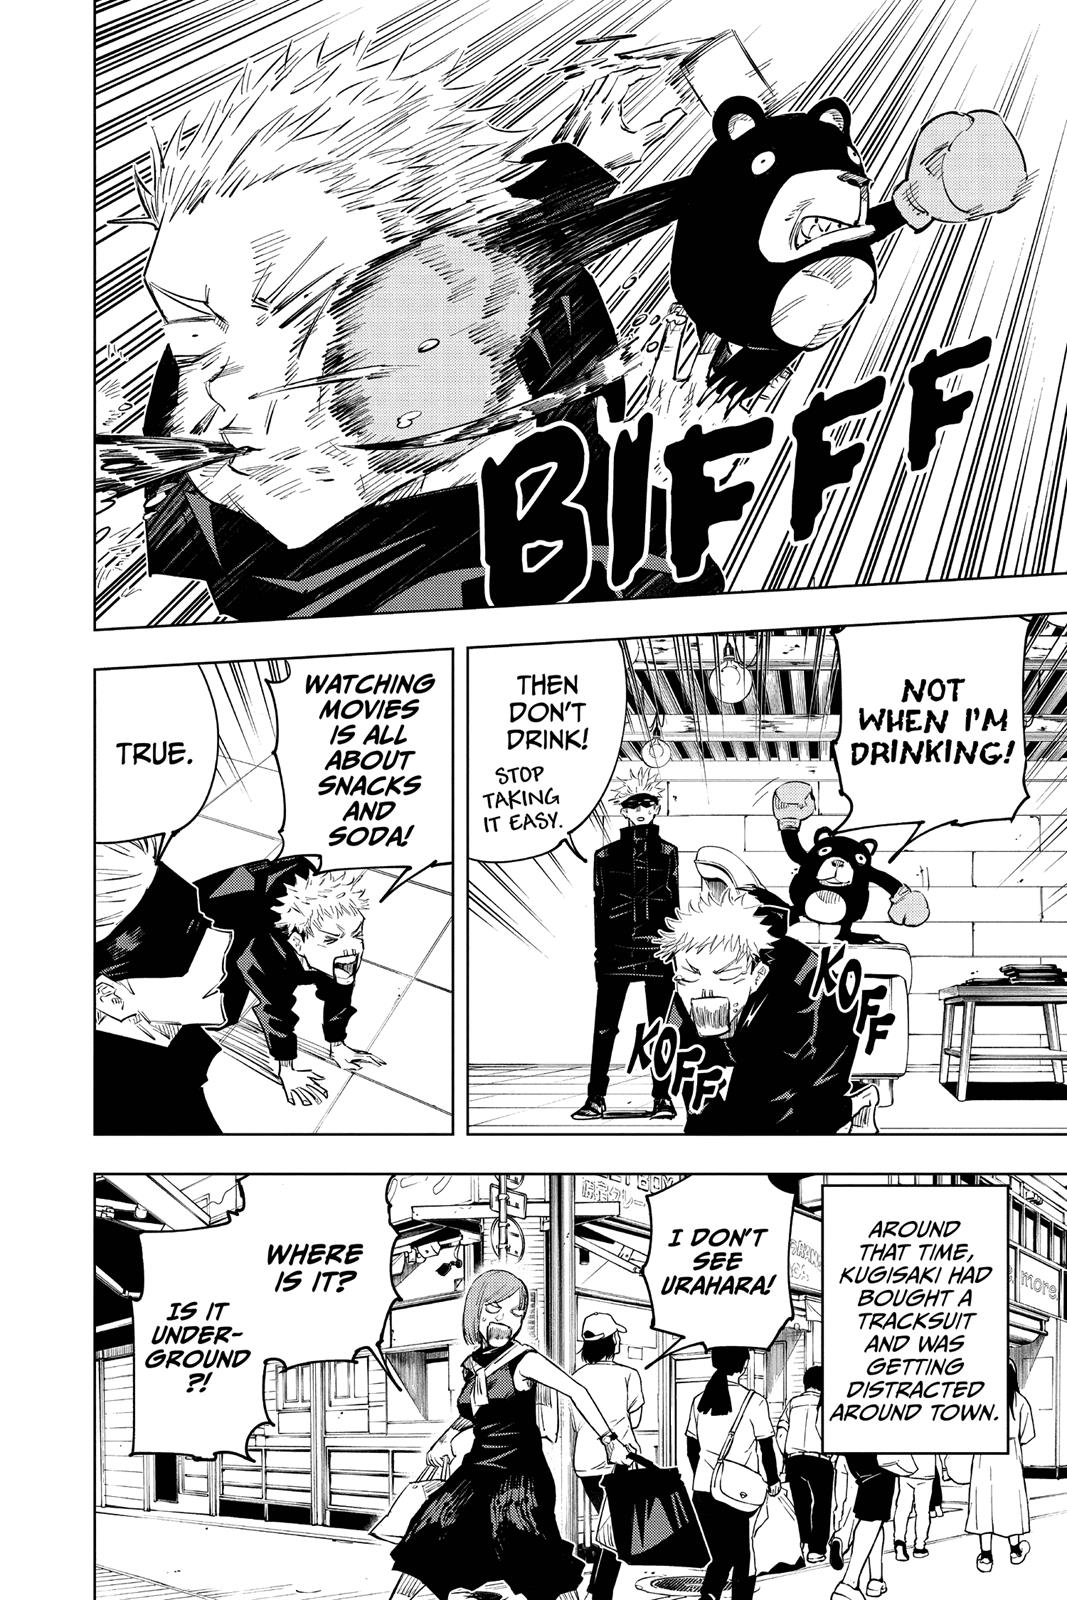 BIFFF
NOT
WHEN I'M
DRINKING!
THEN
DON'T
DRINK!
STOP
TAKING
IT EASY.
KOFF
KOFF
WATCHING
MOVIES
IS ALL
ABOUT
SNACKS
AND
SODA!
TRUE.
AROUND
THAT TIME,
KUGISAKI HAD
BOUGHT A
TRACKSUIT
AND WAS
GETTING
DISTRACTED
AROUND TOWN.
I DON'T
SEE
URAHARA!
WHERE
IS IT?
IS IT
UNDER-
GROUND
?!
more.